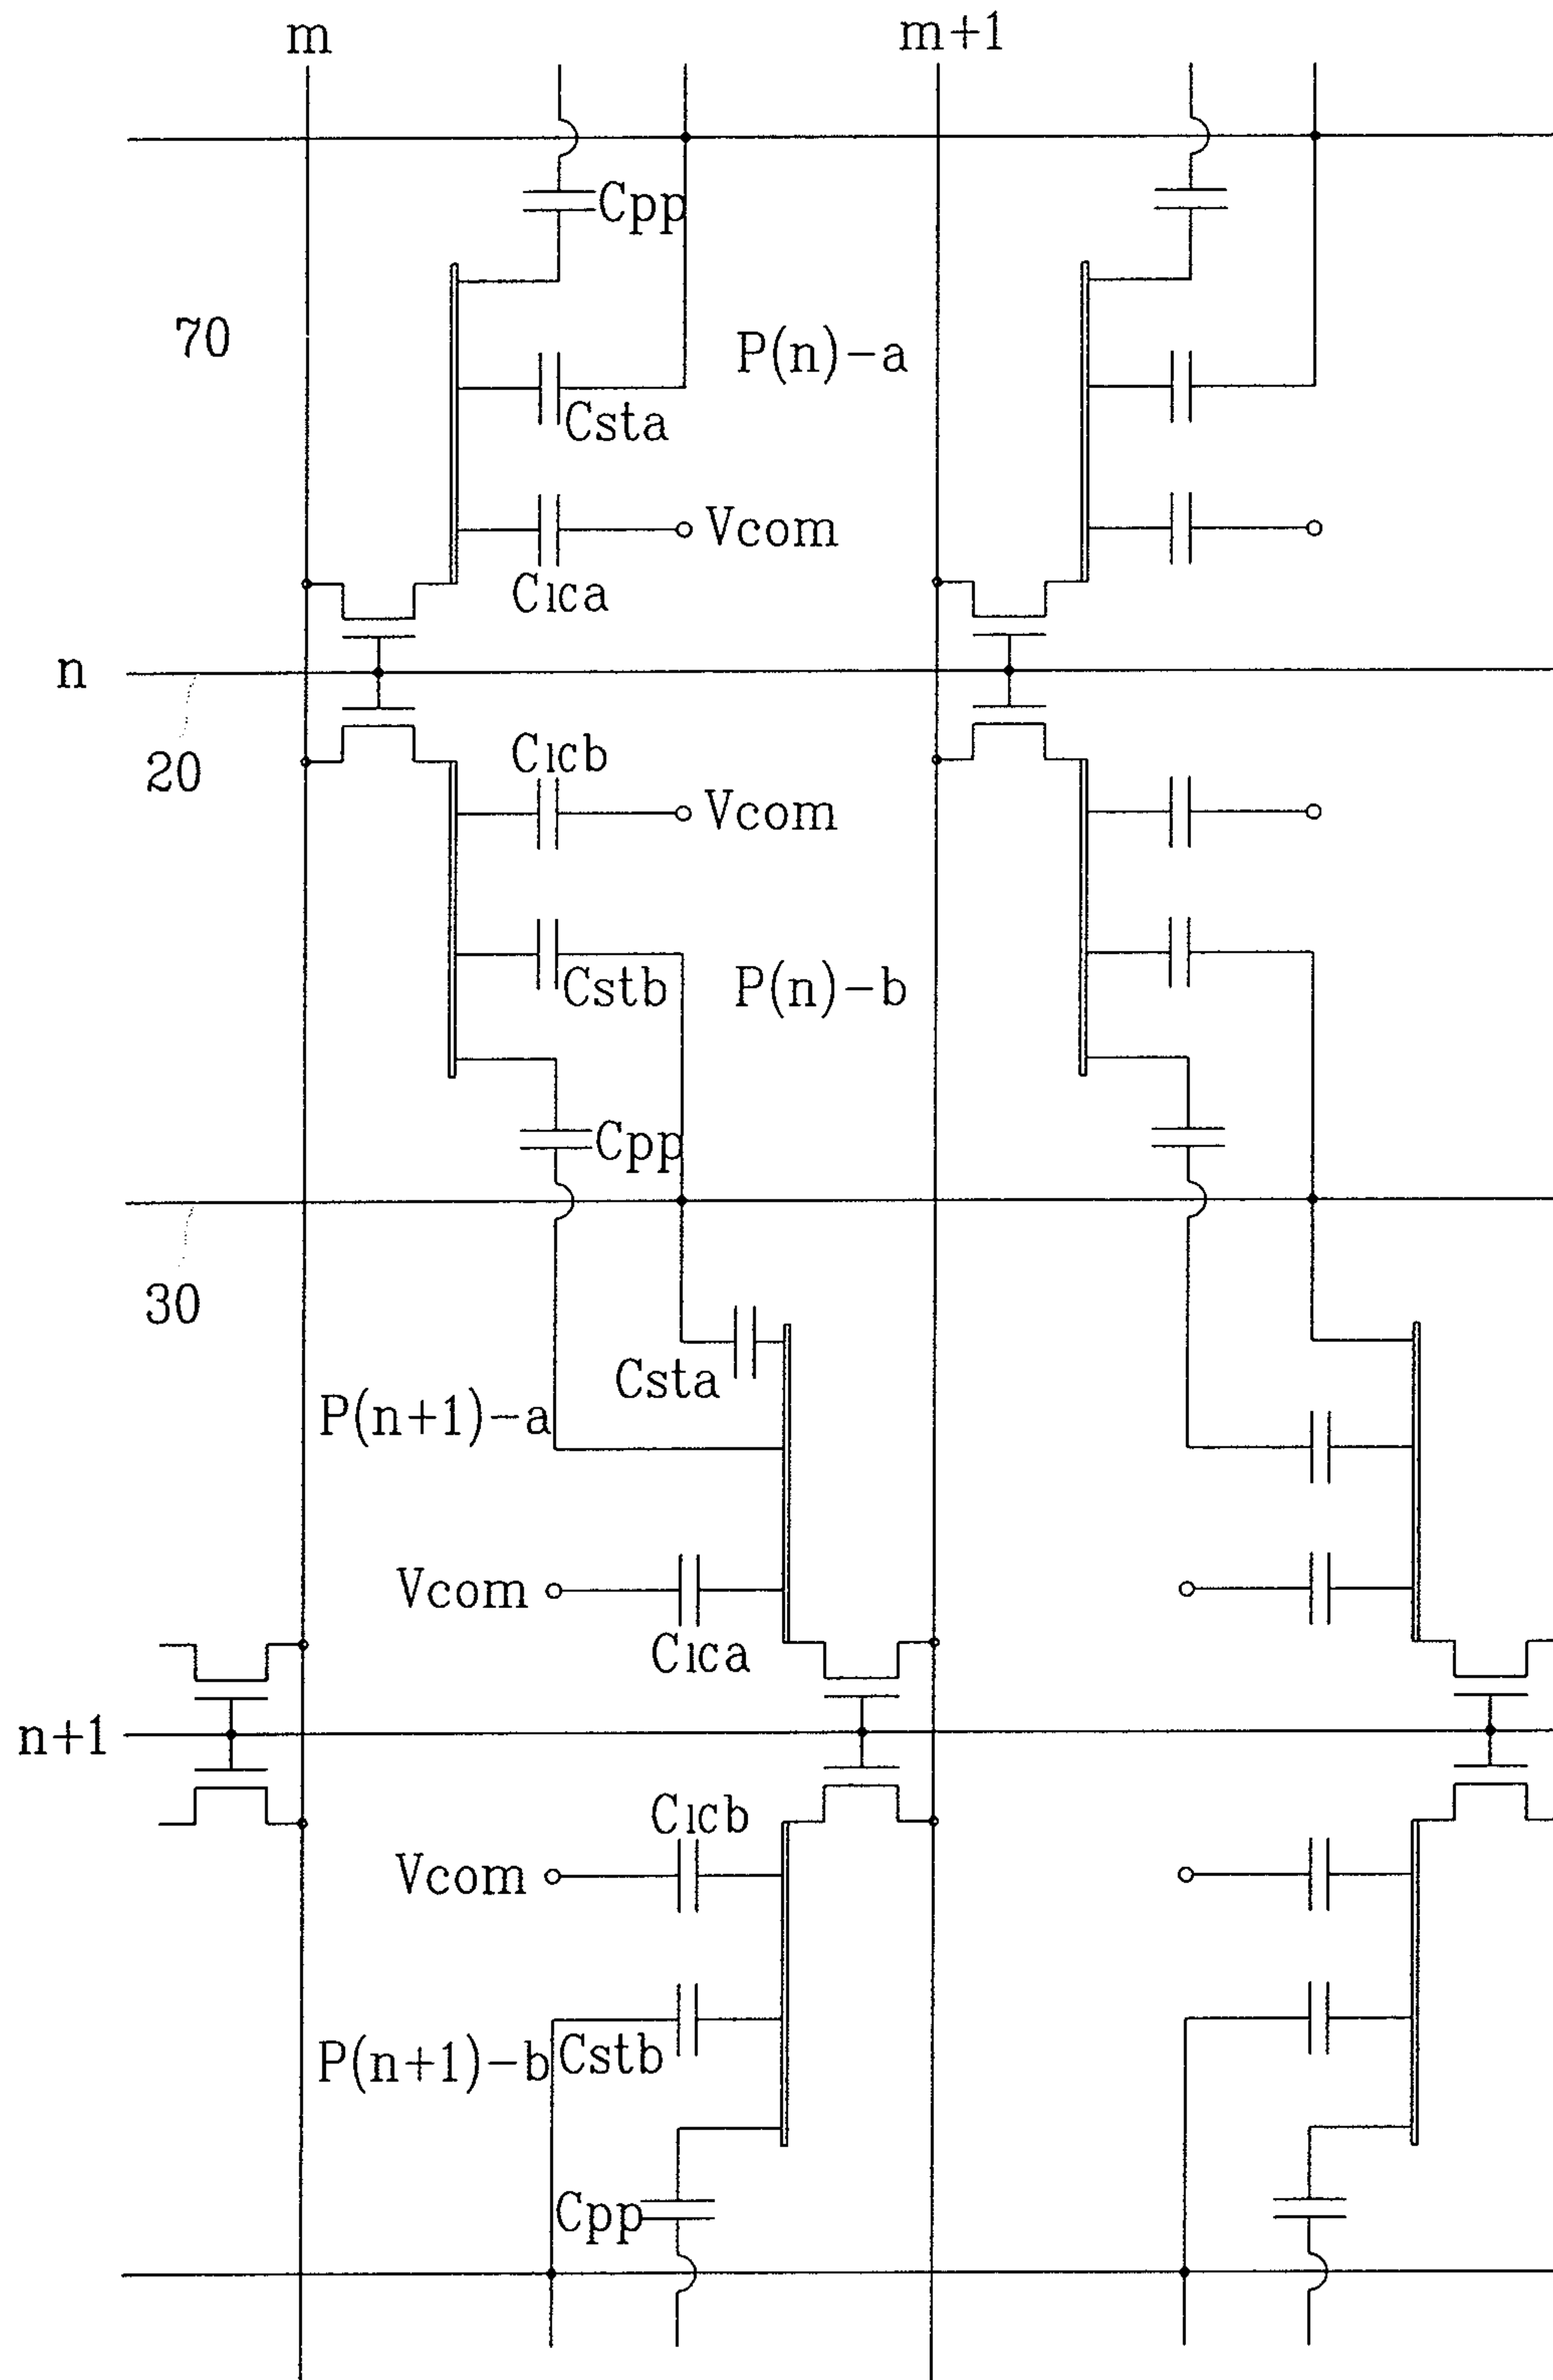 m
m+1
Cpp
70
P(n)-a
Csta
Vcom
Clca
n
20
Clcb
Vcom
Cstb
P(n)-b
Cpp
30
Csta
P(n+1)-a
Vcom
Clca
n+1
Clcb
Vcom
P(n+1)-b
Cstb
Cpp